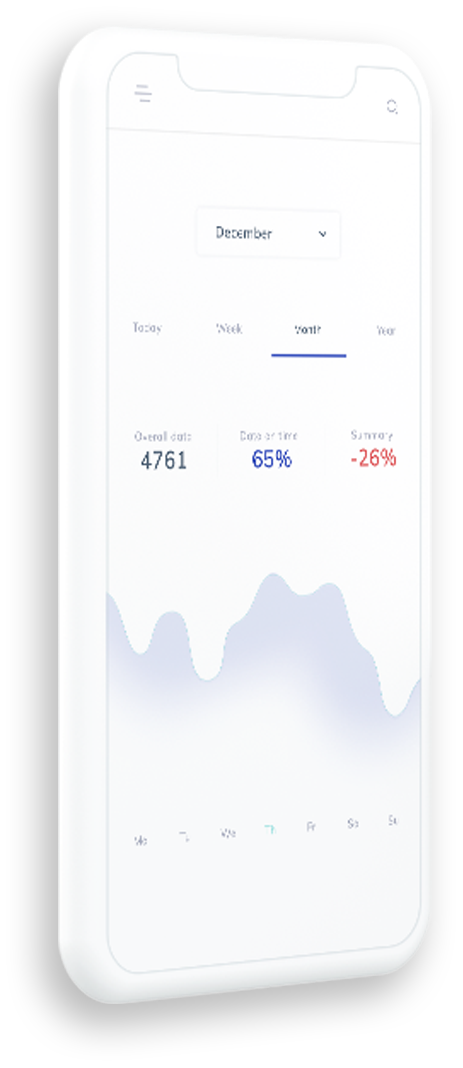 December
Today Week Month Year
Overall data Data on time Summary
4761 65% -26%
Mo Tu We Th Fr Sa Su